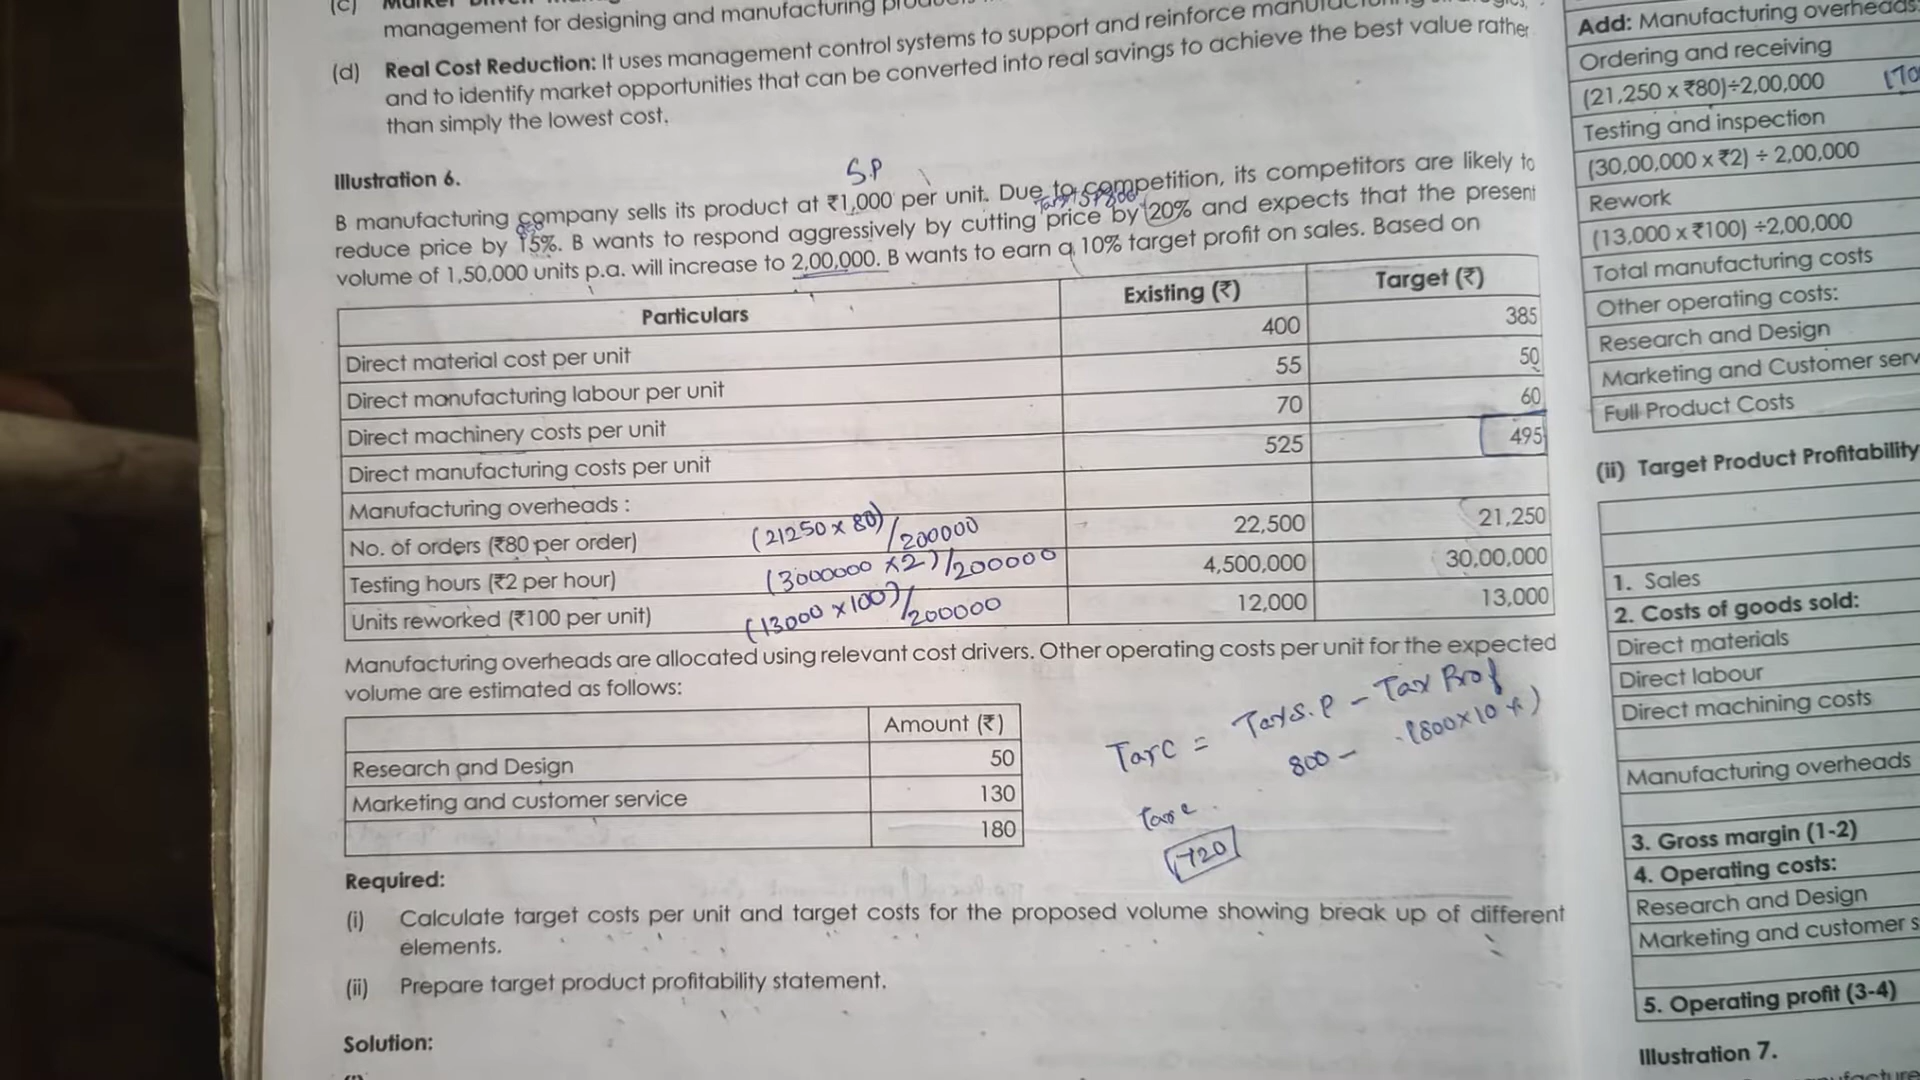 (c)
management for designing and manufacturing
(d) Real Cost Reduction: It uses management control systems to support and reinforce
and to identify market opportunities that can be converted into real savings to achieve the best value rather
than simply the lowest cost.
Illustration 6.
S.P
B manufacturing company sells its product at ₹1,000 per unit. Due to competition, its competitors are likely to
reduce price by 15%. B wants to respond aggressively by cutting price by 20% and expects that the present
volume of 1,50,000 units p.a. will increase to 2,00,000. B wants to earn a 10% target profit on sales. Based on
Particulars Existing (₹) Target (₹)
Direct material cost per unit 400 385
Direct manufacturing labour per unit 55 50
Direct machinery costs per unit 70 60
Direct manufacturing costs per unit 525 495
Manufacturing overheads :
No. of orders (₹80 per order) (21250 x 80)/200000 22,500 21,250
Testing hours (₹2 per hour) (3000000 x2)/200000 4,500,000 30,00,000
Units reworked (₹100 per unit) (13000 x100)/200000 12,000 13,000
Manufacturing overheads are allocated using relevant cost drivers. Other operating costs per unit for the expected
volume are estimated as follows:
Amount (₹)
Research and Design 50
Marketing and customer service 130
180
TarC = TarS.P - Tar Prof
800 - (800x10%)
TarC
720
Required:
(i) Calculate target costs per unit and target costs for the proposed volume showing break up of different
elements.
(ii) Prepare target product profitability statement.
Solution:
Add: Manufacturing overheads
Ordering and receiving
(21,250 x ₹80)÷2,00,000
Testing and inspection
(30,00,000 x ₹2) ÷ 2,00,000
Rework
(13,000 x ₹100) ÷2,00,000
Total manufacturing costs
Other operating costs:
Research and Design
Marketing and Customer
Full Product Costs
(ii) Target Product Profitability
1. Sales
2. Costs of goods sold:
Direct materials
Direct labour
Direct machining costs
Manufacturing overheads
3. Gross margin (1-2)
4. Operating costs:
Research and Design
Marketing and customer
5. Operating profit (3-4)
Illustration 7.